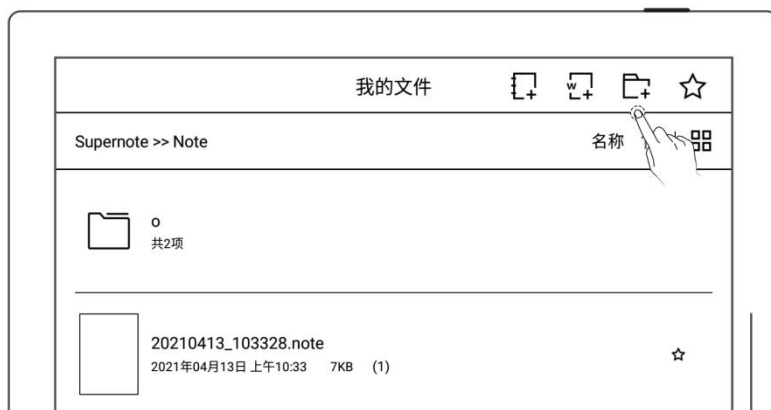 我的文件
Supernote >> Note
名称
o
共2项
20210413_103328.note
2021年04月13日 上午10:33 7KB (1)